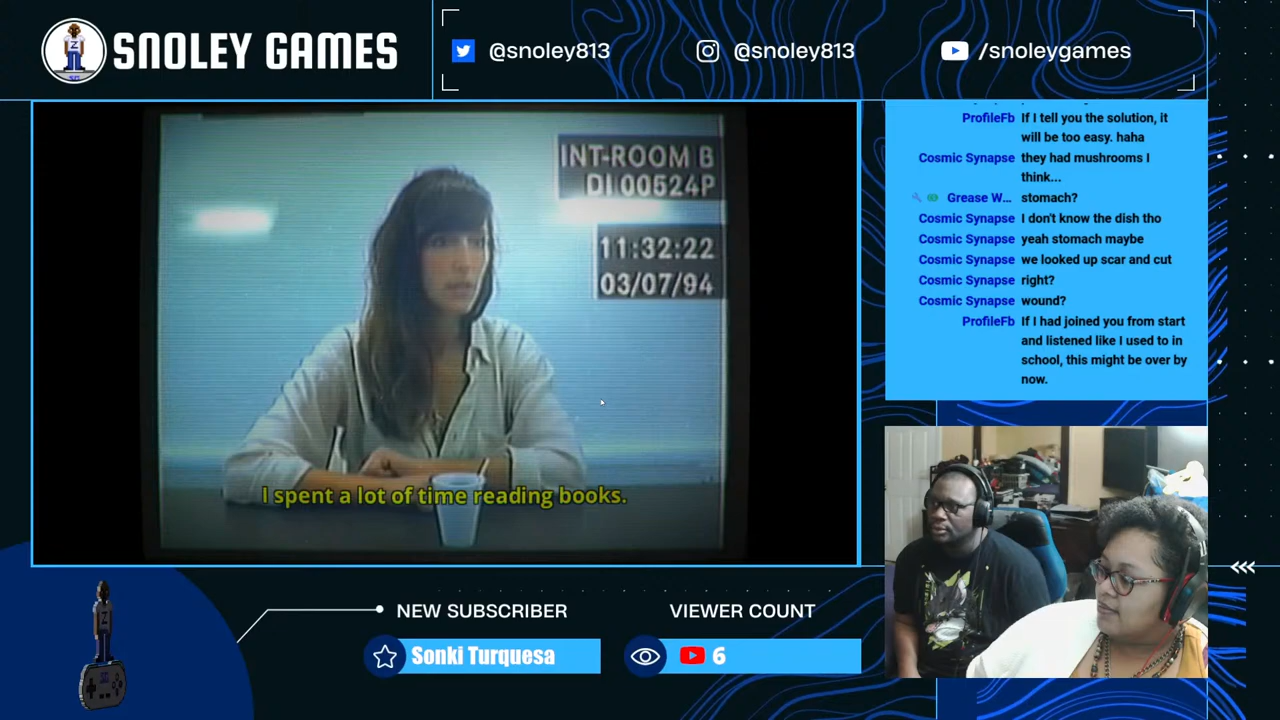 SNOLEY GAMES
@snoley813
@snoley813
/snoleygames
INT-ROOM B
DI 00524P
11:32:22
03/07/94
I spent a lot of time reading books.
ProfileFb If I tell you the solution, it
will be too easy. haha
Cosmic Synapse they had mushrooms I
think...
Grease W... stomach?
Cosmic Synapse I don't know the dish tho
Cosmic Synapse yeah stomach maybe
Cosmic Synapse we looked up scar and cut
Cosmic Synapse right?
Cosmic Synapse wound?
ProfileFb If I had joined you from start
and listened like I used to in
school, this might be over by
now.
NEW SUBSCRIBER
Sonki Turquesa
VIEWER COUNT
6